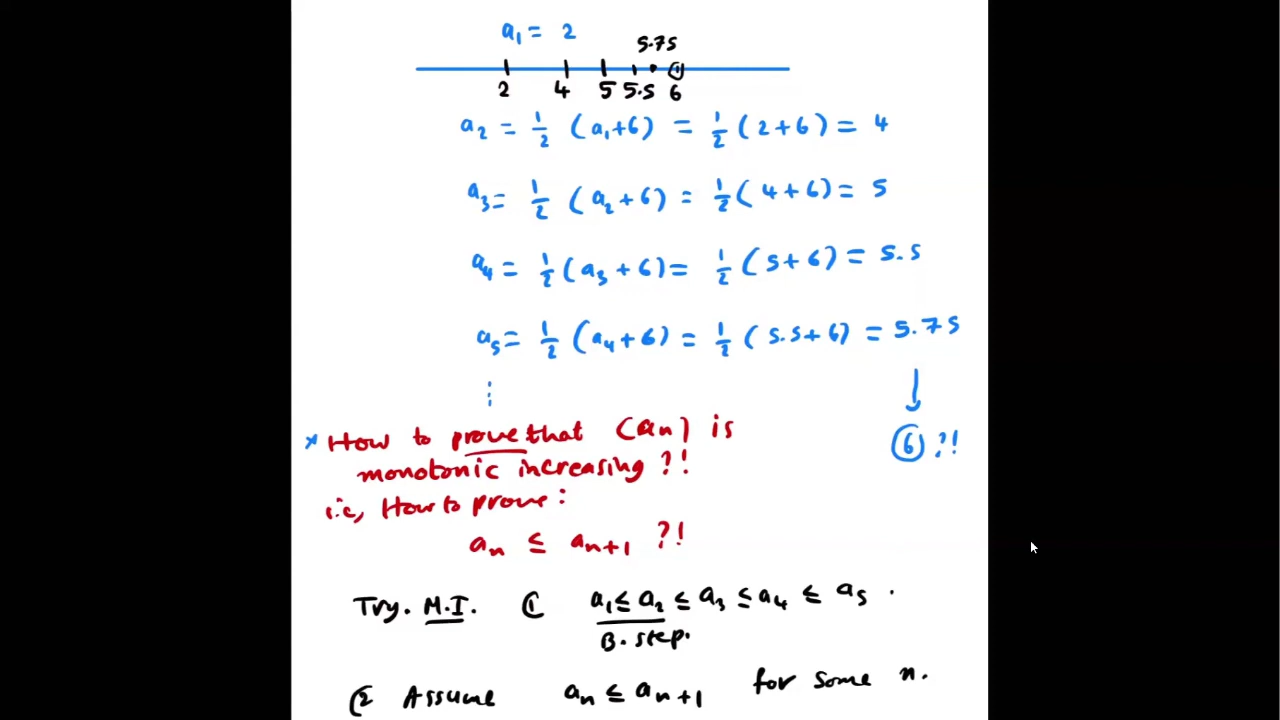 a₁ = 2
5.75
2 4 5 5.5 6
a₂ = 1/2 (a₁+6) = 1/2 (2+6) = 4
a₃ = 1/2 (a₂+6) = 1/2 (4+6) = 5
a₄ = 1/2 (a₃+6) = 1/2 (5+6) = 5.5
a₅ = 1/2 (a₄+6) = 1/2 (5.5+6) = 5.75
⋮ ↓
* How to prove that (an) is 6 ?!
monotonic increasing ?!
i.e, How to prove :
aₙ ≤ aₙ₊₁ ?!
Try. M.I. ① a₁ ≤ a₂ ≤ a₃ ≤ a₄ ≤ a₅ .
B. step.
② Assume aₙ ≤ aₙ₊₁ for some n.